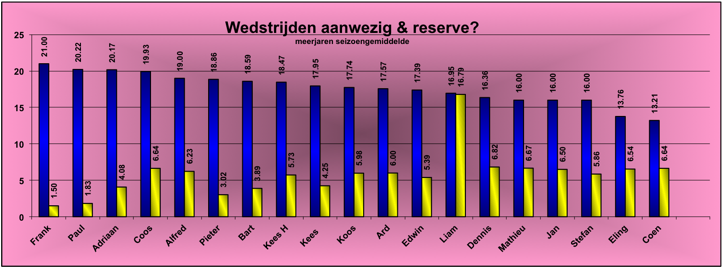 Wedstrijden aanwezig & reserve?
meerjaren seizoengemiddelde
25
20
15
10
5
0
21.00
1.50
20.22
1.83
20.17
4.08
19.93
6.64
19.00
6.23
18.86
3.02
18.59
3.89
18.47
5.73
17.95
4.25
17.74
5.98
17.57
6.00
17.39
5.39
16.95
16.79
16.36
6.82
16.00
6.67
16.00
6.50
16.00
5.86
13.76
6.54
13.21
6.64
Frank
Paul
Adriaan
Coos
Alfred
Pieter
Bart
Kees H
Kees
Koos
Ard
Edwin
Liam
Dennis
Mathieu
Jan
Stefan
Eling
Coen